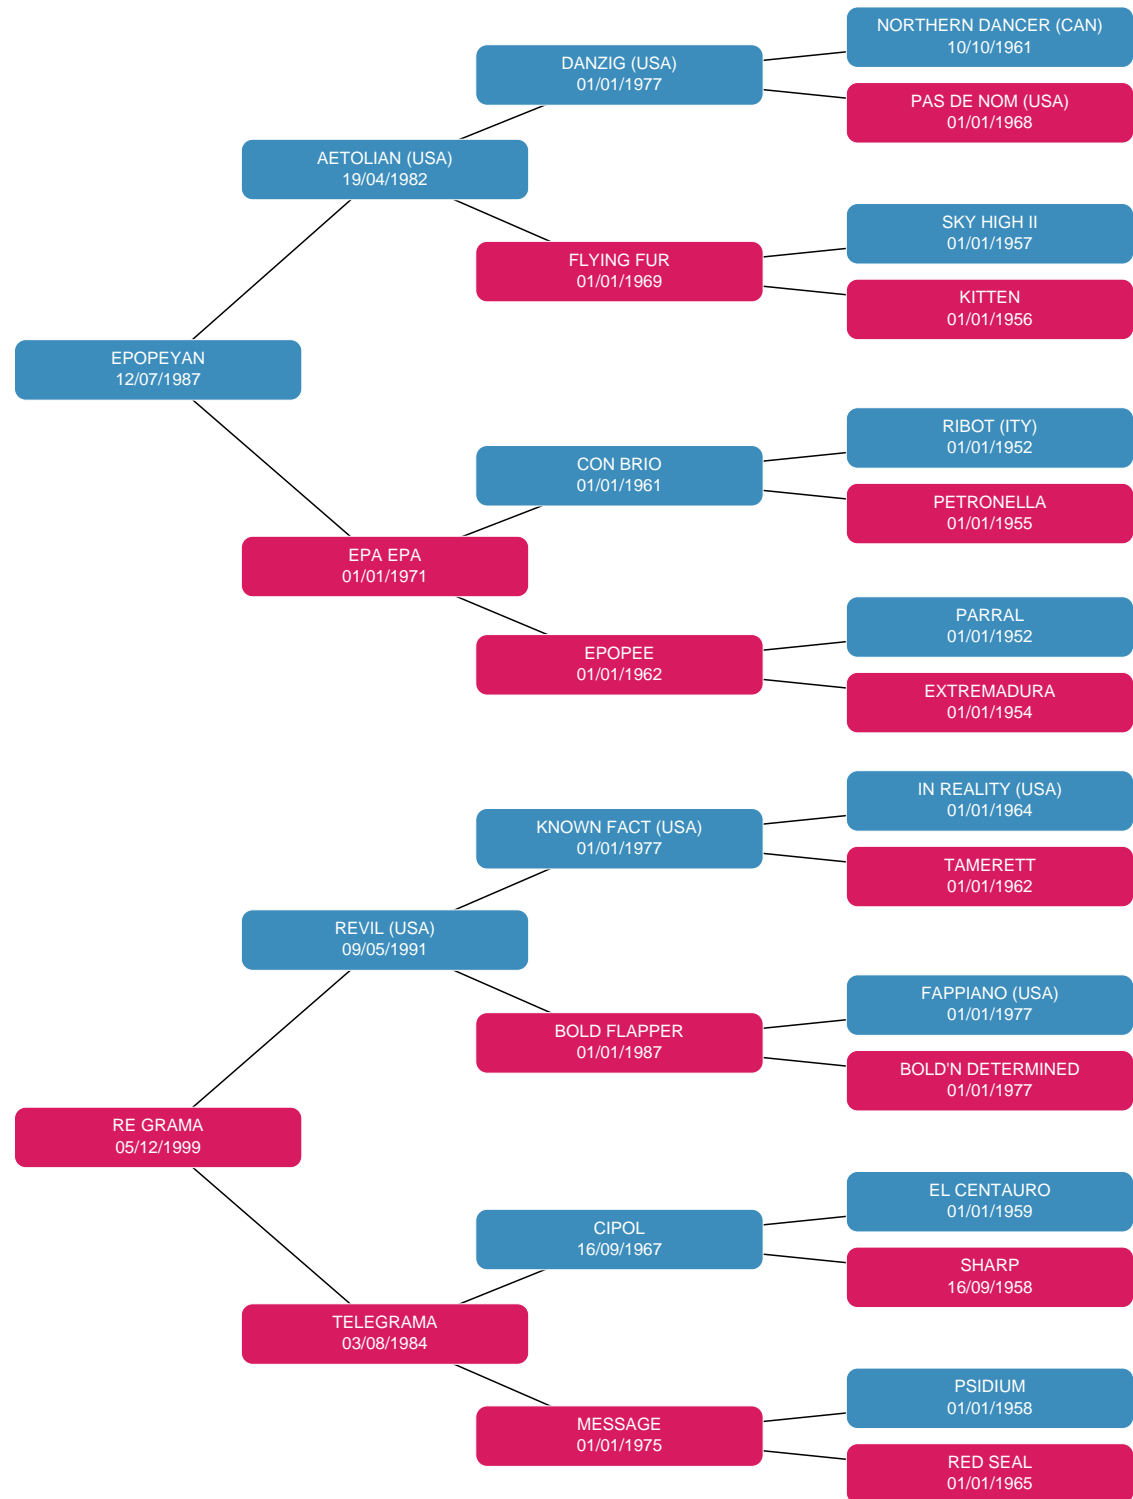 NORTHERN DANCER (CAN)
10/10/1961
DANZIG (USA)
01/01/1977
PAS DE NOM (USA)
01/01/1968
AETOLIAN (USA)
19/04/1982
SKY HIGH II
01/01/1957
FLYING FUR
01/01/1969
KITTEN
01/01/1956
EPOPEYAN
12/07/1987
RIBOT (ITY)
01/01/1952
CON BRIO
01/01/1961
PETRONELLA
01/01/1955
EPA EPA
01/01/1971
PARRAL
01/01/1952
EPOPEE
01/01/1962
EXTREMADURA
01/01/1954
IN REALITY (USA)
01/01/1964
KNOWN FACT (USA)
01/01/1977
TAMERETT
01/01/1962
REVIL (USA)
09/05/1991
FAPPIANO (USA)
01/01/1977
BOLD FLAPPER
01/01/1987
BOLD'N DETERMINED
01/01/1977
RE GRAMA
05/12/1999
EL CENTAURO
01/01/1959
CIPOL
16/09/1967
SHARP
16/09/1958
TELEGRAMA
03/08/1984
PSIDIUM
01/01/1958
MESSAGE
01/01/1975
RED SEAL
01/01/1965